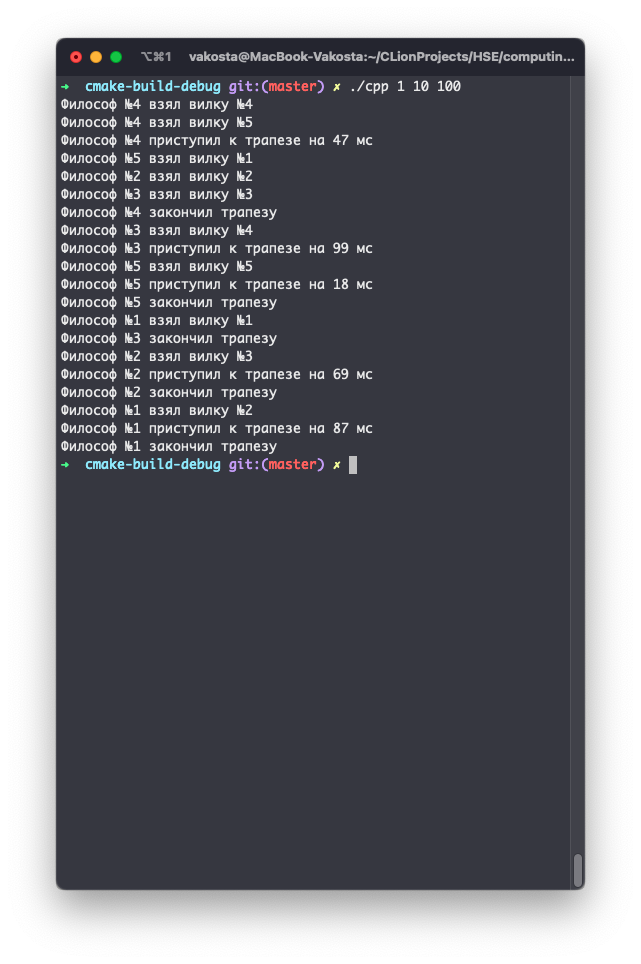 ⌥⌘1 vakosta@MacBook-Vakosta:~/CLionProjects/HSE/computin...
➜ cmake-build-debug git:(master) ✗ ./cpp 1 10 100
Философ №4 взял вилку №4
Философ №4 взял вилку №5
Философ №4 приступил к трапезе на 47 мс
Философ №5 взял вилку №1
Философ №2 взял вилку №2
Философ №3 взял вилку №3
Философ №4 закончил трапезу
Философ №3 взял вилку №4
Философ №3 приступил к трапезе на 99 мс
Философ №5 взял вилку №5
Философ №5 приступил к трапезе на 18 мс
Философ №5 закончил трапезу
Философ №1 взял вилку №1
Философ №3 закончил трапезу
Философ №2 взял вилку №3
Философ №2 приступил к трапезе на 69 мс
Философ №2 закончил трапезу
Философ №1 взял вилку №2
Философ №1 приступил к трапезе на 87 мс
Философ №1 закончил трапезу
➜ cmake-build-debug git:(master) ✗